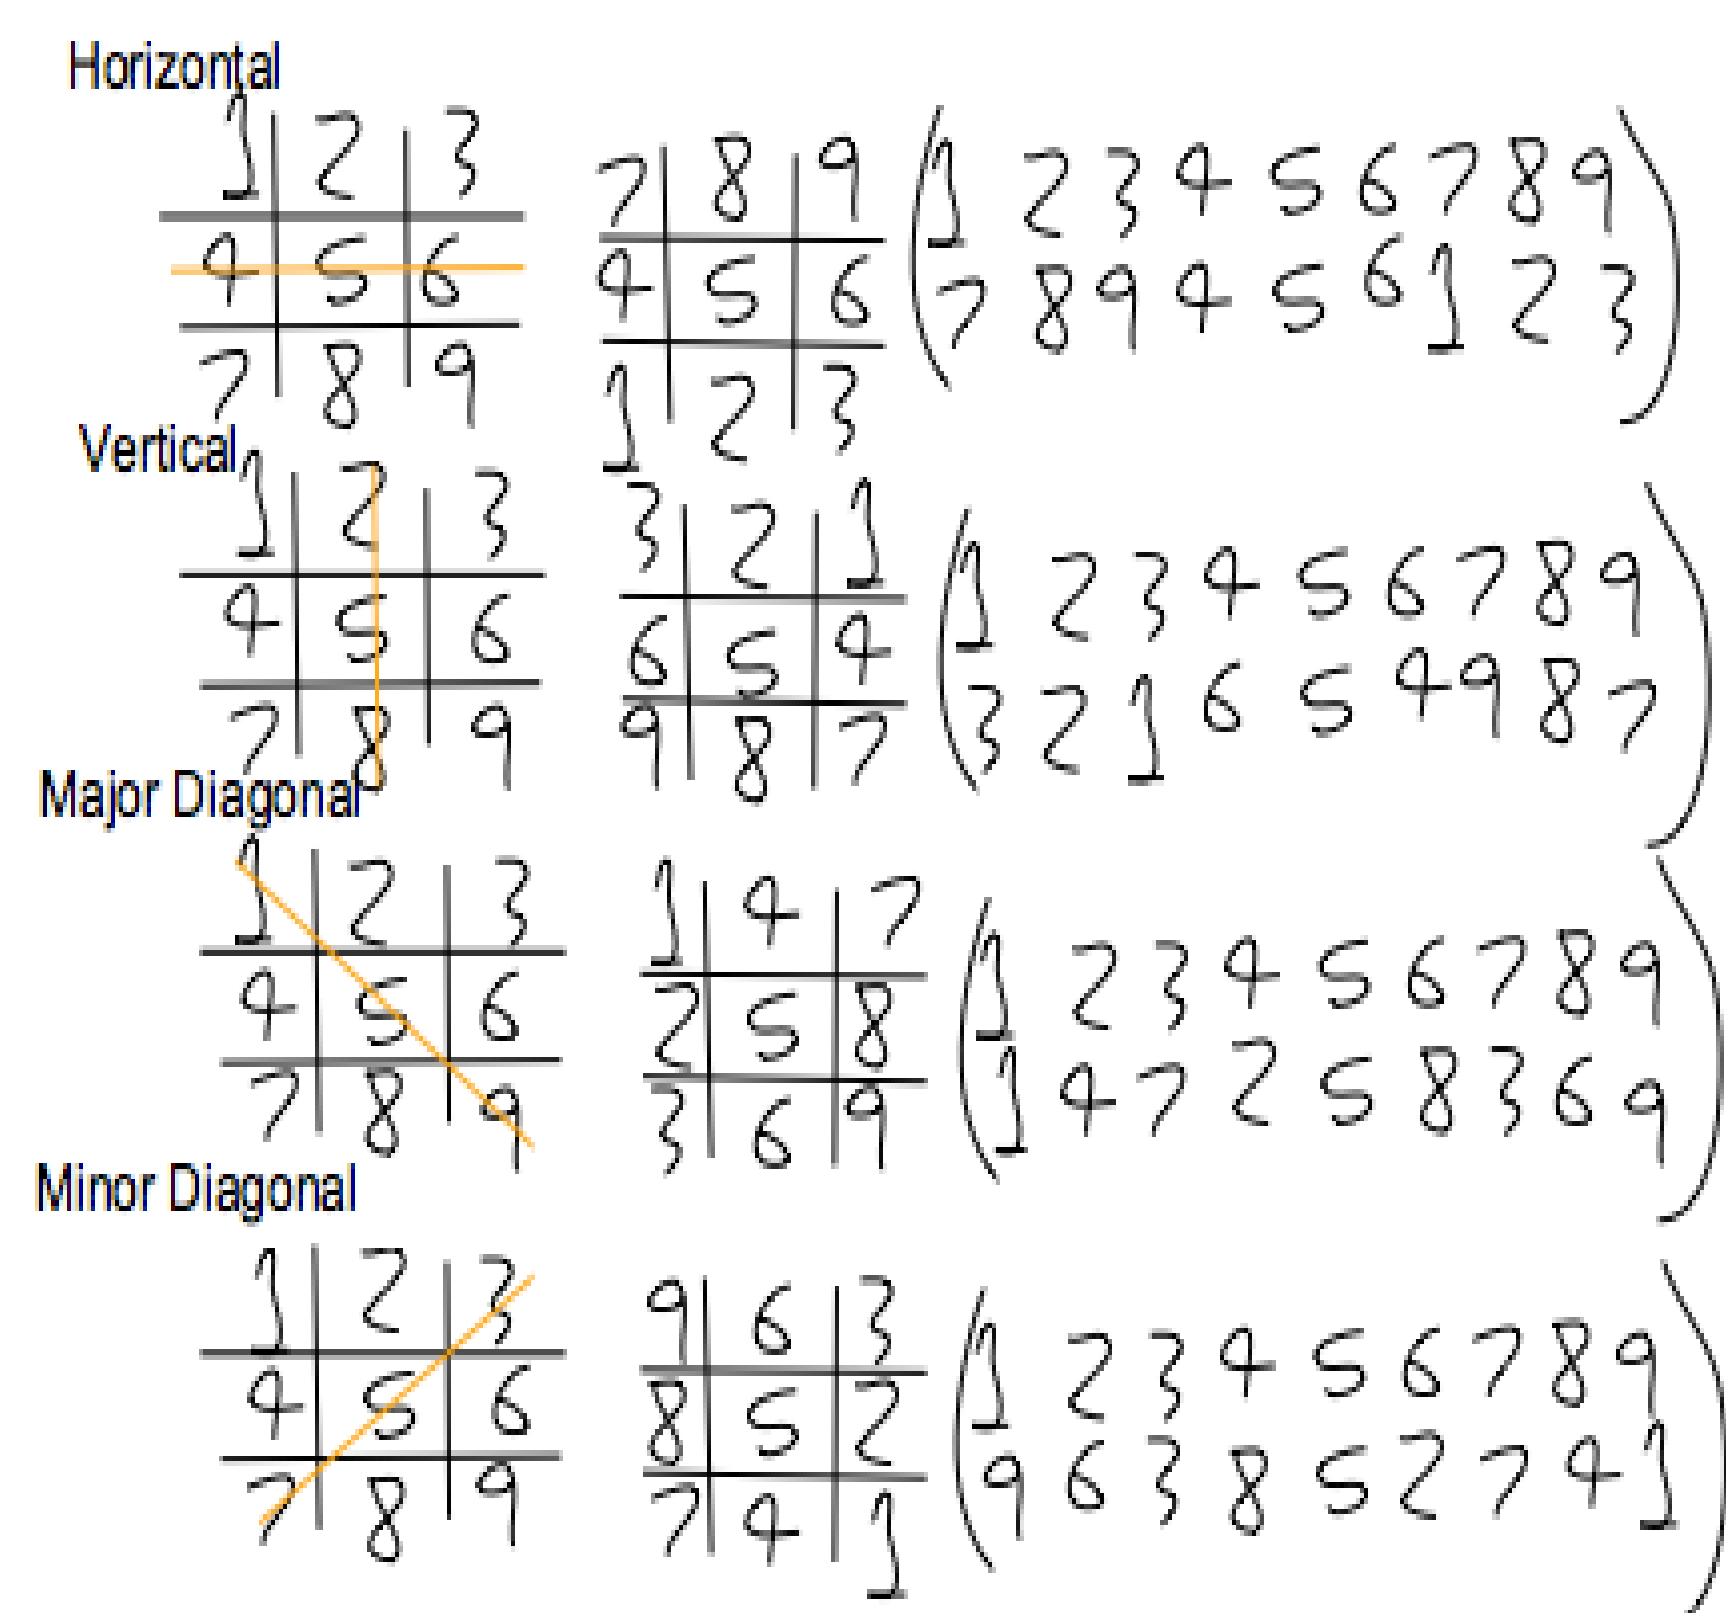 Horizontal
1 2 3 7 8 9 1 2 3 4 5 6 7 8 9
4 5 6 4 5 6 7 8 9 4 5 6 1 2 3
7 8 9 1 2 3
Vertical
1 2 3 3 2 1 1 2 3 4 5 6 7 8 9
4 5 6 6 5 4 3 2 1 6 5 4 9 8 7
7 8 9 9 8 7
Major Diagonal
1 2 3 1 4 7 1 2 3 4 5 6 7 8 9
4 5 6 2 5 8 1 4 7 2 5 8 3 6 9
7 8 9 3 6 9
Minor Diagonal
1 2 3 9 6 3 1 2 3 4 5 6 7 8 9
4 5 6 8 5 2 9 6 3 8 5 2 7 4 1
7 8 9 7 4 1